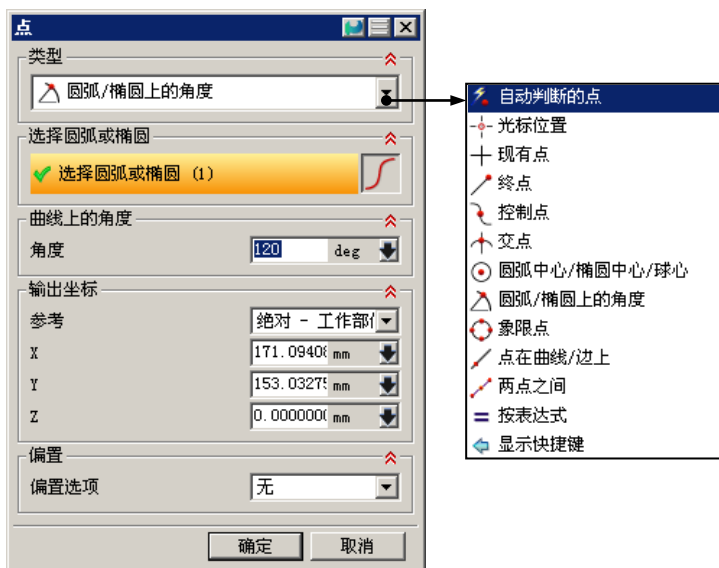 点
类型
圆弧/椭圆上的角度
选择圆弧或椭圆
选择圆弧或椭圆 (1)
曲线上的角度
角度
120 deg
输出坐标
参考
绝对 - 工作部
X
171.0940 mm
Y
153.0327 mm
Z
0.000000 mm
偏置
偏置选项
无
确定
取消
自动判断的点
光标位置
现有点
终点
控制点
交点
圆弧中心/椭圆中心/球心
圆弧/椭圆上的角度
象限点
点在曲线/边上
两点之间
按表达式
显示快捷键